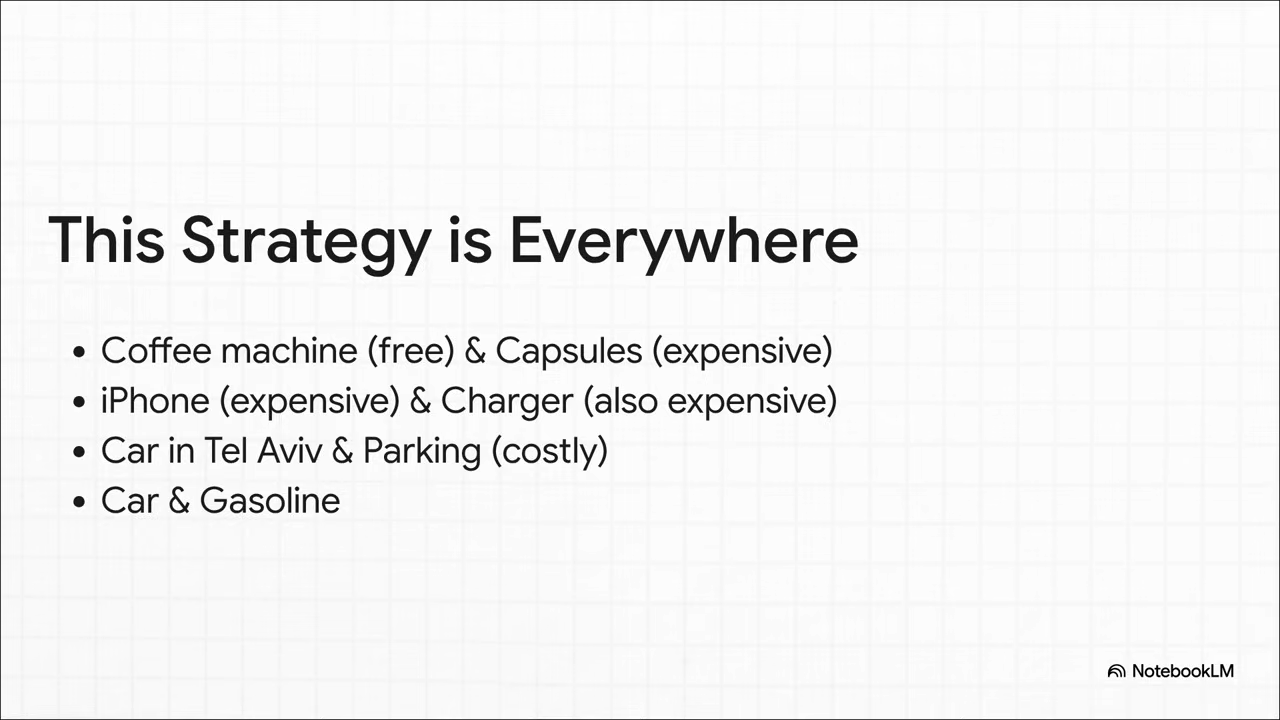 This Strategy is Everywhere
• Coffee machine (free) & Capsules (expensive)
• iPhone (expensive) & Charger (also expensive)
• Car in Tel Aviv & Parking (costly)
• Car & Gasoline
NotebookLM